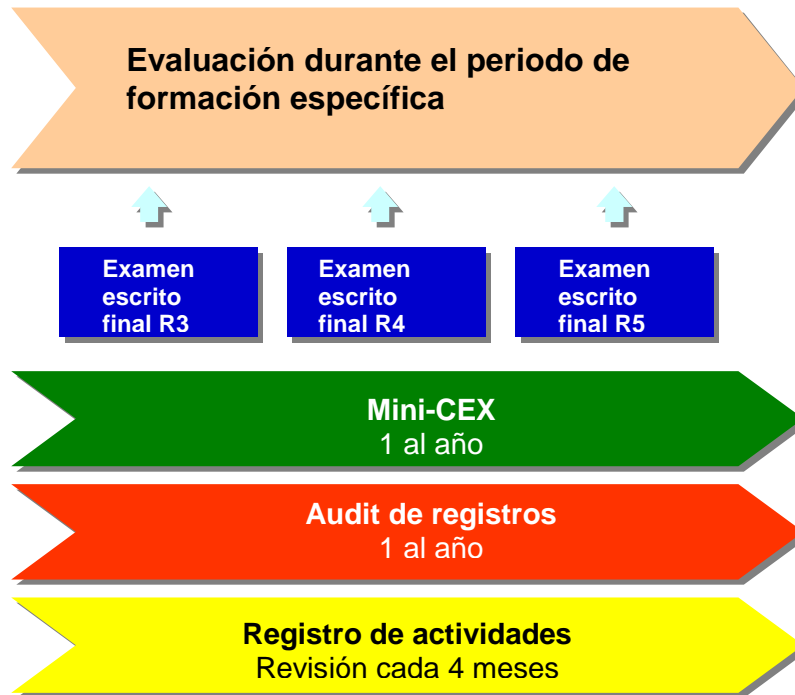 Evaluación durante el periodo de
formación específica
Examen
escrito
final R3
Examen
escrito
final R4
Examen
escrito
final R5
Mini-CEX
1 al año
Audit de registros
1 al año
Registro de actividades
Revisión cada 4 meses